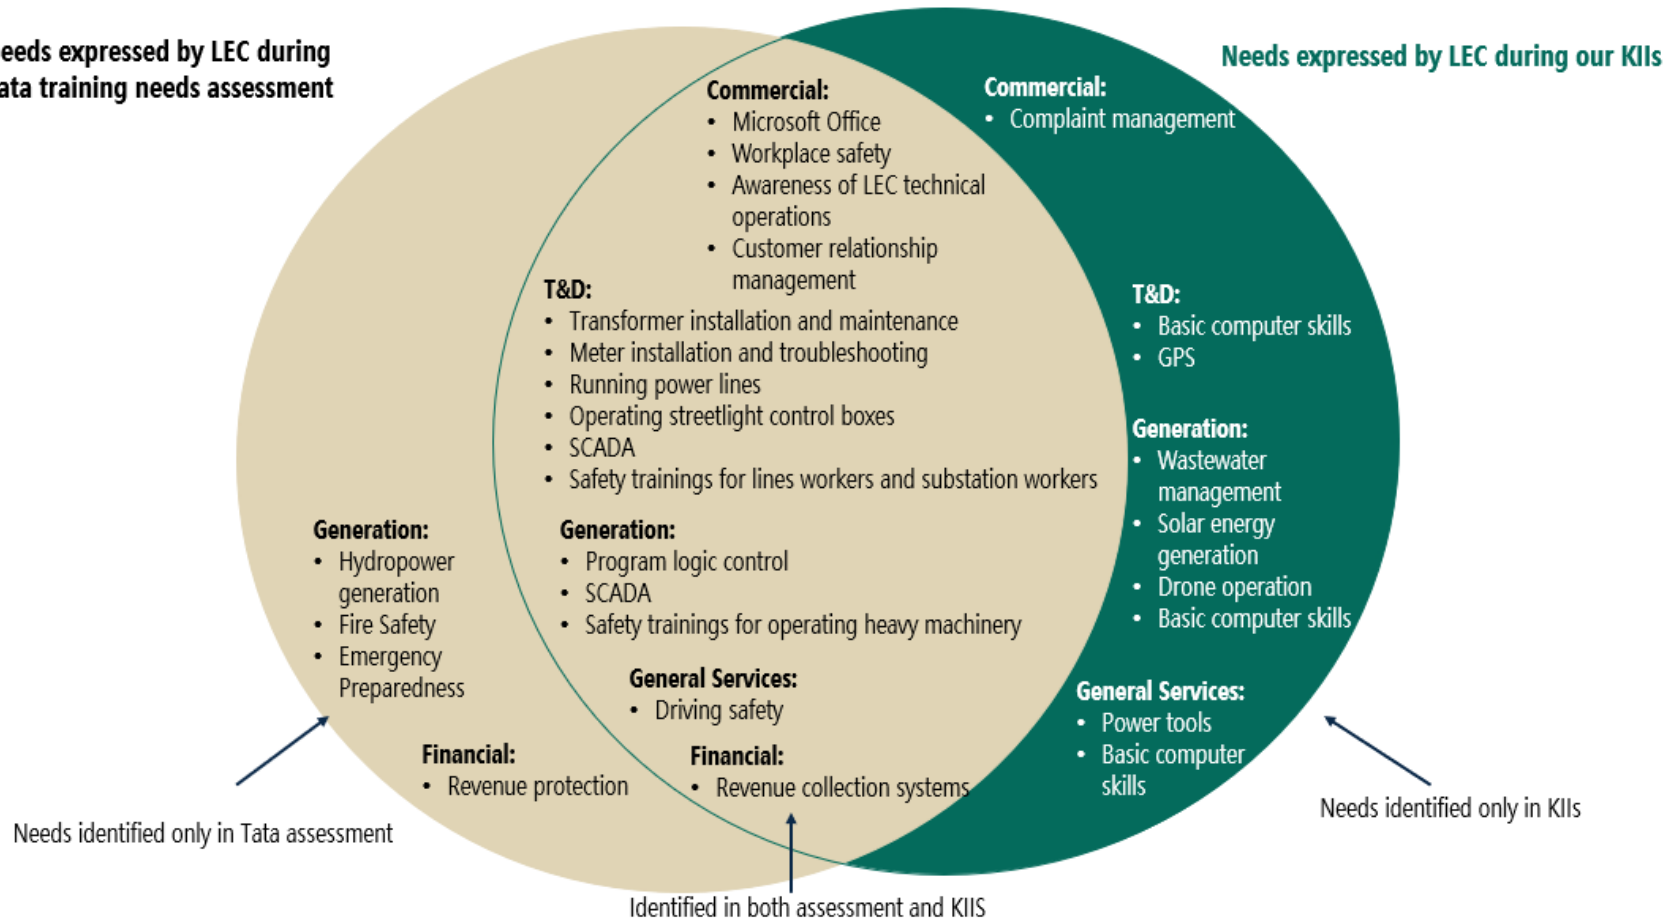 eeds expressed by LEC during
ata training needs assessment
Needs expressed by LEC during our KIIs
Commercial:
• Microsoft Office
• Workplace safety
• Awareness of LEC technical
operations
• Customer relationship
management
T&D:
• Transformer installation and maintenance
• Meter installation and troubleshooting
• Running power lines
• Operating streetlight control boxes
• SCADA
• Safety trainings for lines workers and substation workers
Generation:
• Program logic control
• SCADA
• Safety trainings for operating heavy machinery
General Services:
• Driving safety
Financial:
• Revenue collection systems
Generation:
• Hydropower
generation
• Fire Safety
• Emergency
Preparedness
Financial:
• Revenue protection
Commercial:
• Complaint management
T&D:
• Basic computer skills
• GPS
Generation:
• Wastewater
management
• Solar energy
generation
• Drone operation
• Basic computer skills
General Services:
• Power tools
• Basic computer
skills
Needs identified only in Tata assessment
Identified in both assessment and KIIS
Needs identified only in KIIs